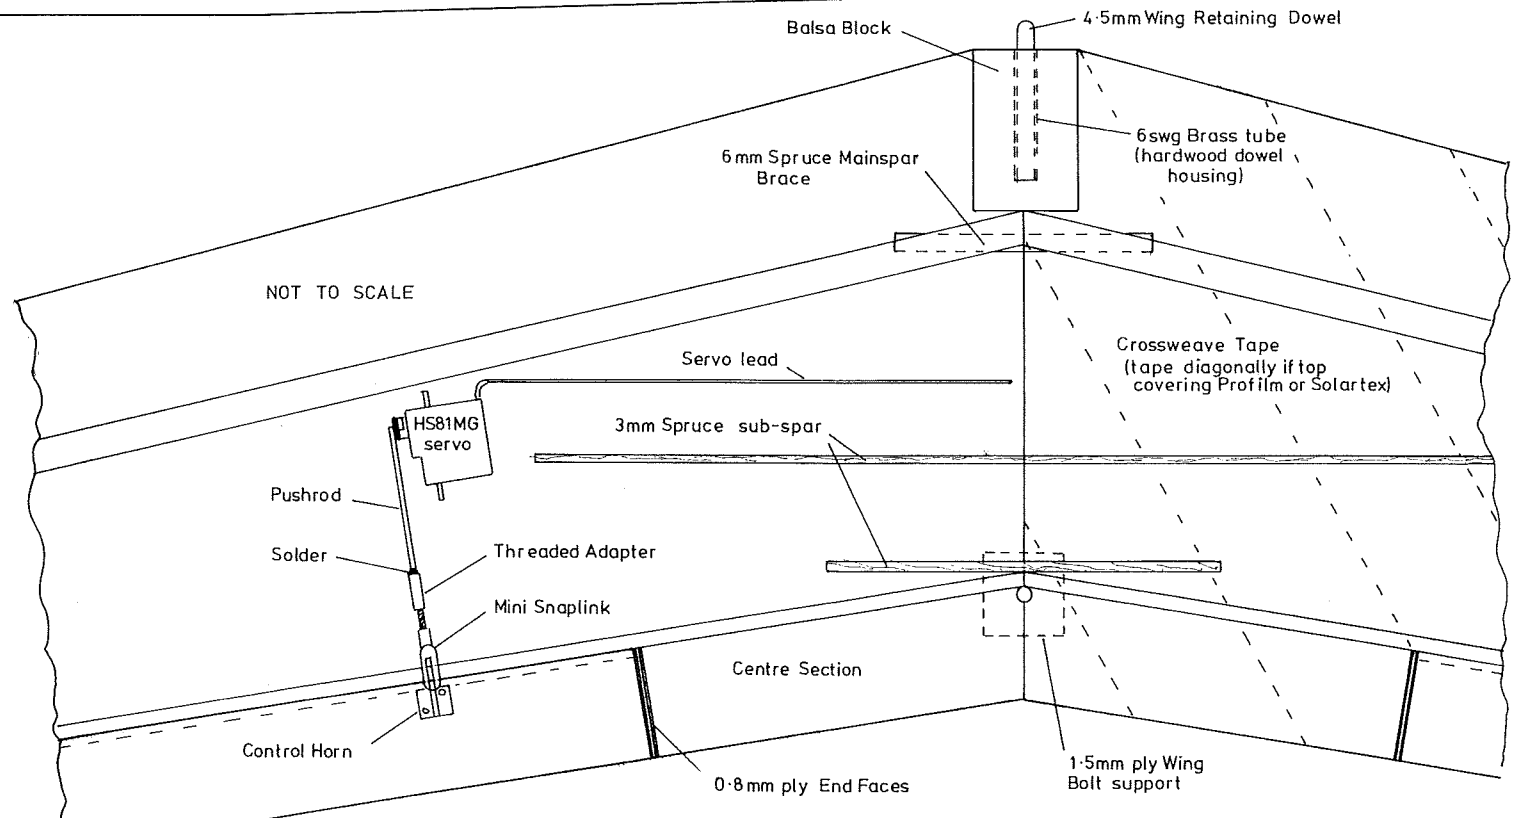 Balsa Block
4·5mm Wing Retaining Dowel
6swg Brass tube
(hardwood dowel
housing)
6mm Spruce Mainspar
Brace
NOT TO SCALE
Servo lead
Crossweave Tape
(tape diagonally if top
covering Profilm or Solartex)
HS81MG
servo
3mm Spruce sub-spar
Pushrod
Solder
Threaded Adapter
Mini Snaplink
Centre Section
Control Horn
0·8mm ply End Faces
1·5mm ply Wing
Bolt support